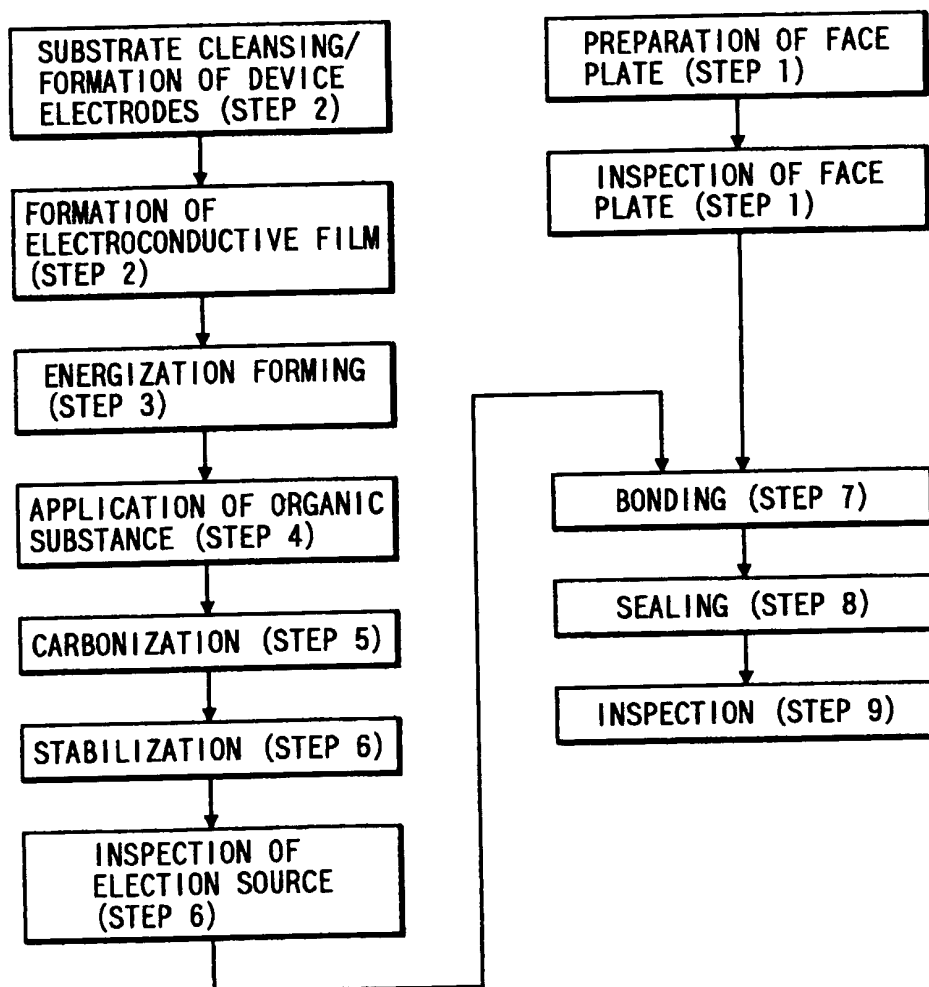 SUBSTRATE CLEANSING/
FORMATION OF DEVICE
ELECTRODES (STEP 2)
FORMATION OF
ELECTROCONDUCTIVE FILM
(STEP 2)
ENERGIZATION FORMING
(STEP 3)
APPLICATION OF ORGANIC
SUBSTANCE (STEP 4)
CARBONIZATION (STEP 5)
STABILIZATION (STEP 6)
INSPECTION OF
ELECTION SOURCE
(STEP 6)
PREPARATION OF FACE
PLATE (STEP 1)
INSPECTION OF FACE
PLATE (STEP 1)
BONDING (STEP 7)
SEALING (STEP 8)
INSPECTION (STEP 9)